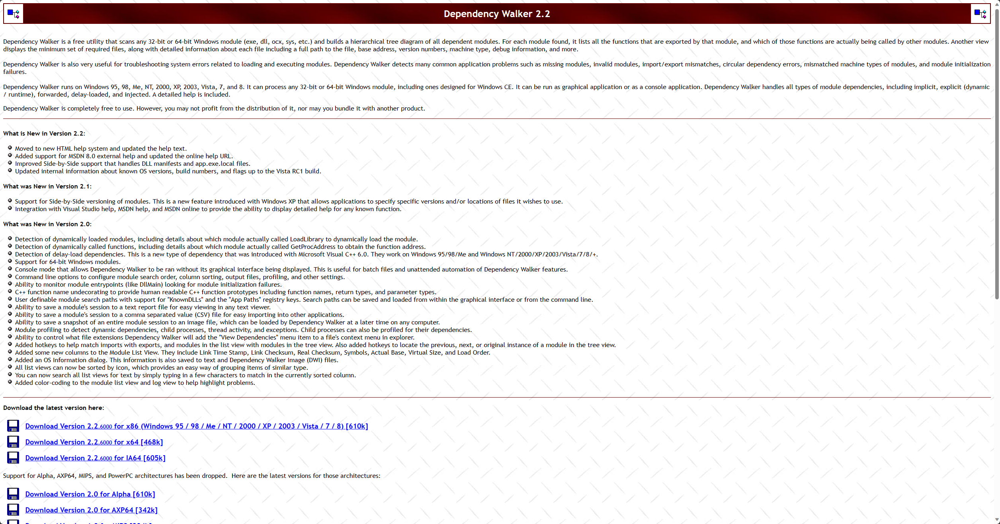 Dependency Walker 2.2
Dependency Walker is a free utility that scans any 32-bit or 64-bit Windows module (exe, dll, ocx, sys, etc.) and builds a hierarchical tree diagram of all dependent modules. For each module found, it lists all the functions that are exported by that module, and which of those functions are actually being called by other modules. Another view
displays the minimum set of required files, along with detailed information about each file including a full path to the file, base address, version numbers, machine type, debug information, and more.
Dependency Walker is also very useful for troubleshooting system errors related to loading and executing modules. Dependency Walker detects many common application problems such as missing modules, invalid modules, import/export mismatches, circular dependency errors, mismatched machine types of modules, and module initialization
failures.
Dependency Walker runs on Windows 95, 98, Me, NT, 2000, XP, 2003, Vista, 7, and 8. It can process any 32-bit or 64-bit Windows module, including ones designed for Windows CE. It can be run as graphical application or as a console application. Dependency Walker handles all types of module dependencies, including implicit, explicit (dynamic
/ runtime), forwarded, delay-loaded, and injected. A detailed help is included.
Dependency Walker is completely free to use. However, you may not profit from the distribution of it, nor may you bundle it with another product.
What is New in Version 2.2:
Moved to new HTML help system and updated the help text.
Added support for MSDN 8.0 external help and updated the online help URL.
Improved Side-by-Side support that handles DLL manifests and app.exe.local files.
Updated internal information about known OS versions, build numbers, and flags up to the Vista RC1 build.
What was New in Version 2.1:
Support for Side-by-Side versioning of modules. This is a new feature introduced with Windows XP that allows applications to specify specific versions and/or locations of files it wishes to use.
Integration with Visual Studio help, MSDN help, and MSDN online to provide the ability to display detailed help for any known function.
What was New in Version 2.0:
Detection of dynamically loaded modules, including details about which module actually called LoadLibrary to dynamically load the module.
Detection of dynamically called functions, including details about which module actually called GetProcAddress to obtain the function address.
Detection of delay-load dependencies. This is a new type of dependency that was introduced with Microsoft Visual C++ 6.0. They work on Windows 95/98/Me and Windows NT/2000/XP/2003/Vista/7/8/+.
Support for 64-bit Windows modules.
Console mode that allows Dependency Walker to be ran without its graphical interface being displayed. This is useful for batch files and unattended automation of Dependency Walker features.
Command line options to configure module search order, column sorting, output files, profiling, and other settings.
Ability to monitor module entrypoints (like DllMain) looking for module initialization failures.
C++ function name undecorating to provide human readable C++ function prototypes including function names, return types, and parameter types.
User definable module search paths with support for "KnownDLLs" and the "App Paths" registry keys. Search paths can be saved and loaded from within the graphical interface or from the command line.
Ability to save a module's session to a text report file for easy viewing in any text viewer.
Ability to save a module's session to a comma separated value (CSV) file for easy importing into other applications.
Ability to save a snapshot of an entire module session to an image file, which can be loaded by Dependency Walker at a later time on any computer.
Module profiling to detect dynamic dependencies, child processes, thread activity, and exceptions. Child processes can also be profiled for their dependencies.
Ability to control what file extensions Dependency Walker will add the "View Dependencies" menu item to a file's context menu in explorer.
Added hotkeys to help match imports with exports, and modules in the list view with modules in the tree view. Also added hotkeys to locate the previous, next, or original instance of a module in the tree view.
Added some new columns to the Module List View. They include Link Time Stamp, Link Checksum, Real Checksum, Symbols, Actual Base, Virtual Size, and Load Order.
Added an OS Information dialog. This information is also saved to text and Dependency Walker Image (DWI) files.
All list views can now be sorted by icon, which provides an easy way of grouping items of similar type.
You can now search all list views for text by simply typing in a few characters to match in the currently sorted column.
Added color-coding to the module list view and log view to help highlight problems.
Download the latest version here:
Download Version 2.2.6000 for x86 (Windows 95 / 98 / Me / NT / 2000 / XP / 2003 / Vista / 7 / 8) [610k]
Download Version 2.2.6000 for x64 [468k]
Download Version 2.2.6000 for IA64 [605k]
Support for Alpha, AXP64, MIPS, and PowerPC architectures has been dropped.  Here are the latest versions for those architectures:
Download Version 2.0 for Alpha [610k]
Download Version 2.0 for AXP64 [342k]